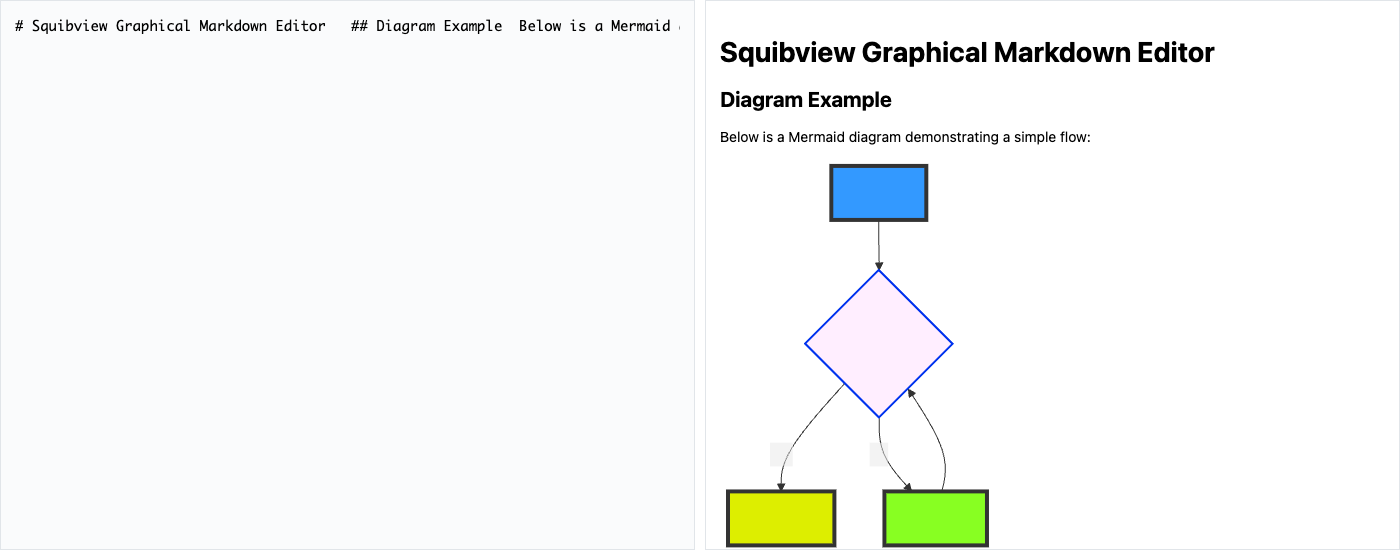 # Squibview Graphical Markdown Editor   ## Diagram Example  Below is a Mermaid
Squibview Graphical Markdown Editor
Diagram Example
Below is a Mermaid diagram demonstrating a simple flow: